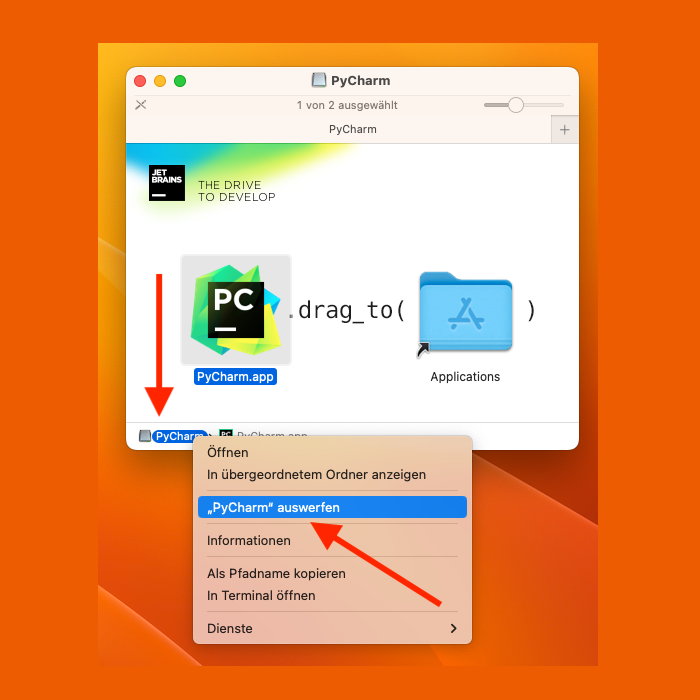 PyCharm
1 von 2 ausgewählt
PyCharm
+
JET
BRAINS
THE DRIVE
TO DEVELOP
PC
.drag_to( )
PyCharm.app
Applications
PyCharm
PC
PyCharm.app
Öffnen
In übergeordnetem Ordner anzeigen
„PyCharm“ auswerfen
Informationen
Als Pfadname kopieren
In Terminal öffnen
Dienste